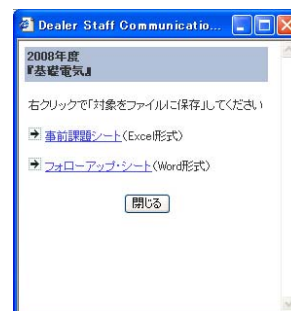 Dealer Staff Communicatio...
2008年度
『基礎電気』
右クリックで「対象をファイルに保存」してください
事前課題シート(Excel形式)
フォローアップ・シート(Word形式)
閉じる